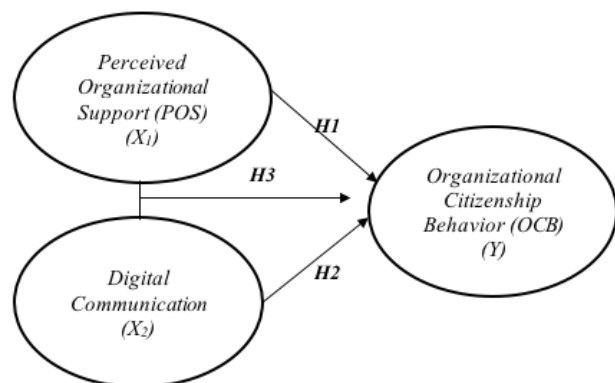 Perceived
Organizational
Support (POS)
(X₁)
H1
H3
Organizational
Citizenship
Behavior (OCB)
(Y)
H2
Digital
Communication
(X₂)